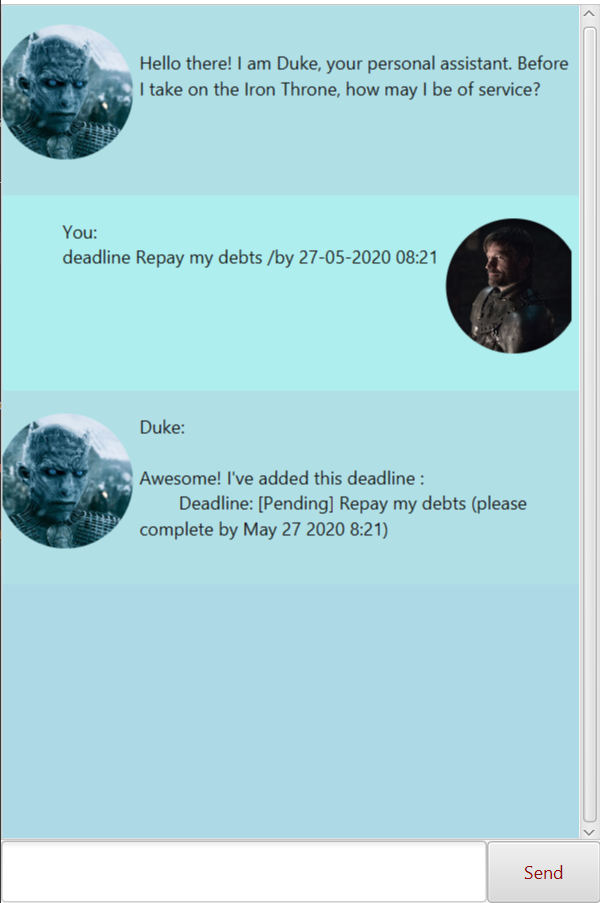 Hello there! I am Duke, your personal assistant. Before
I take on the Iron Throne, how may I be of service?
You:
deadline Repay my debts /by 27-05-2020 08:21
Duke:
Awesome! I've added this deadline :
Deadline: [Pending] Repay my debts (please
complete by May 27 2020 8:21)
Send